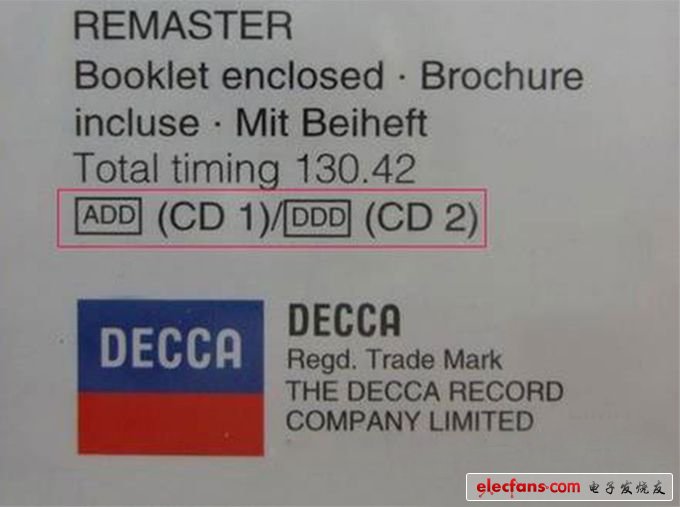 REMASTER
Booklet enclosed · Brochure
incluse · Mit Beiheft
Total timing 130.42
ADD (CD 1)/DDD (CD 2)
DECCA
DECCA
Regd. Trade Mark
THE DECCA RECORD
COMPANY LIMITED
elecfans.com 电子发烧友